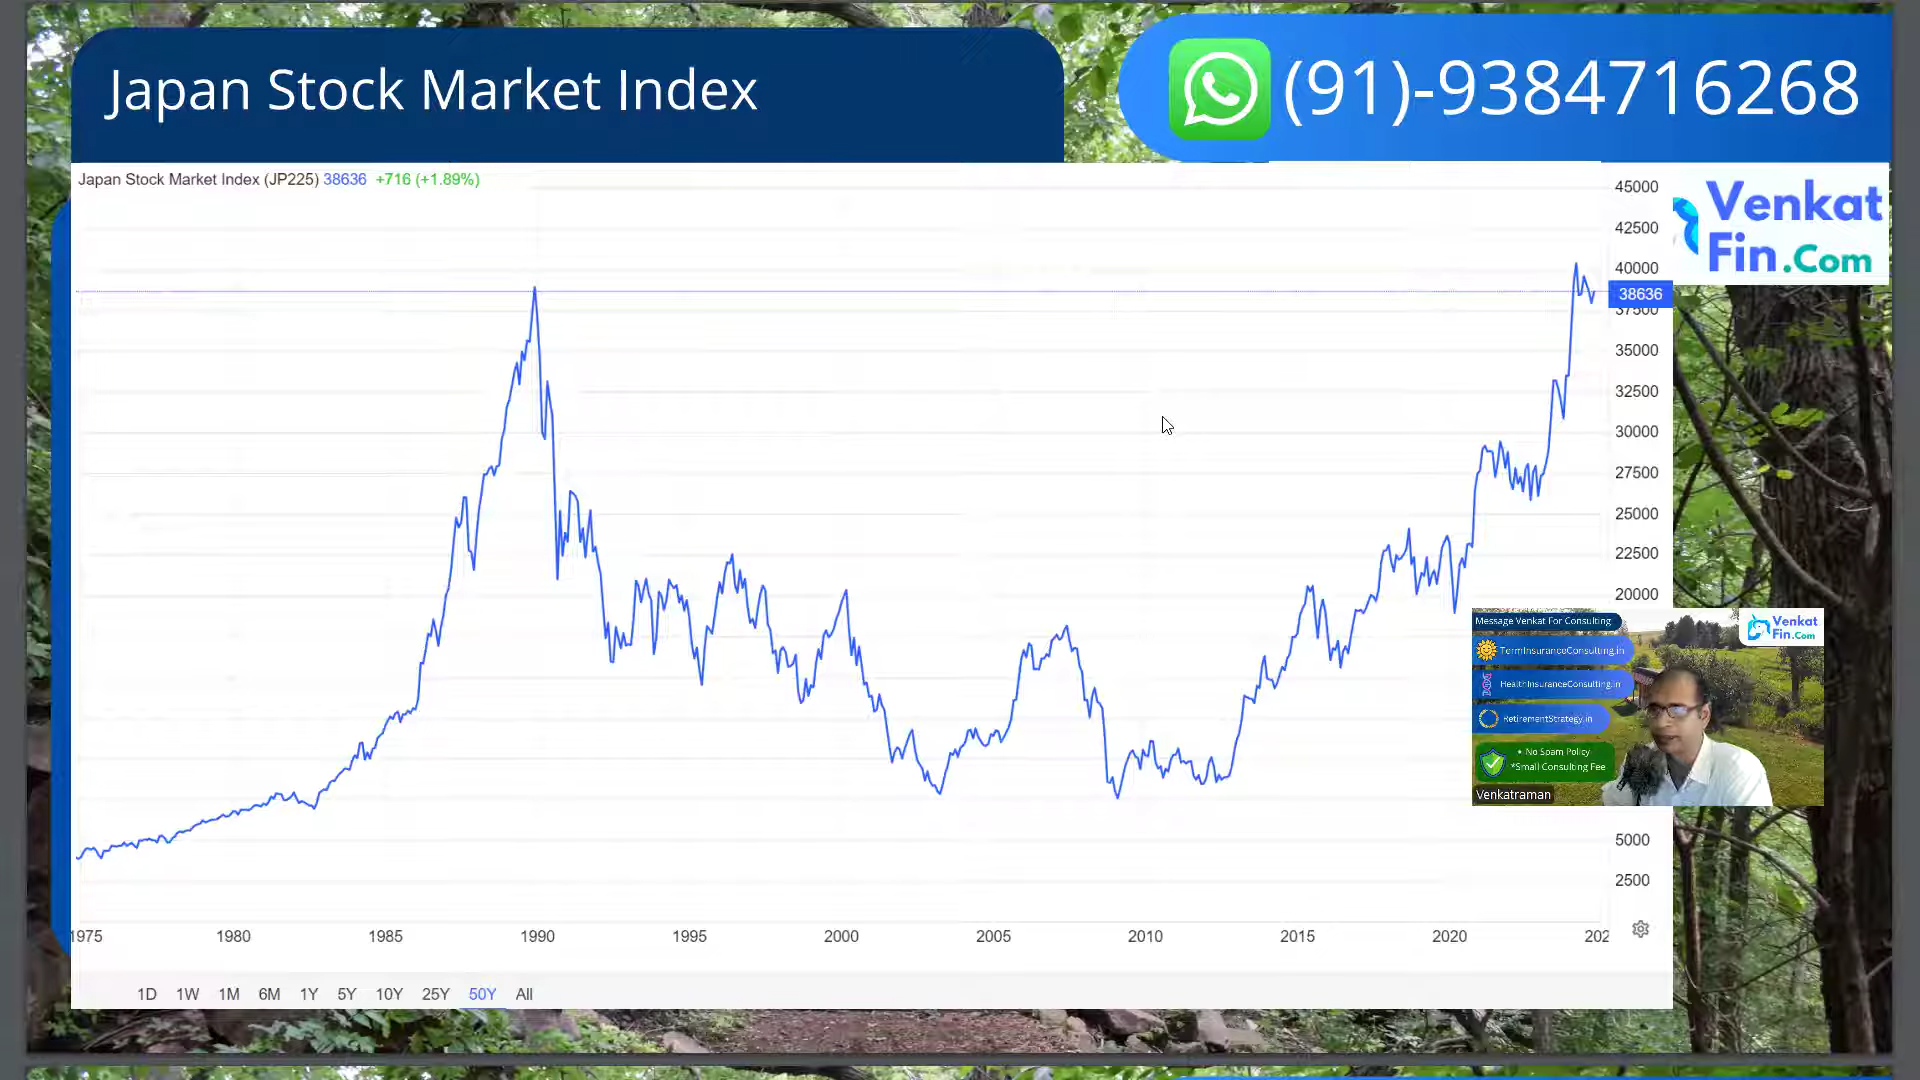 Japan Stock Market Index
(91)-9384716268
Japan Stock Market Index (JP225) 38636 +716 (+1.89%)
Venkat
Fin.Com
45000
42500
40000
38636
37500
35000
32500
30000
27500
25000
22500
20000
Message Venkat For Consulting
TermInsuranceConsulting.in
HealthInsuranceConsulting.in
RetirementStrategy.in
• No Spam Policy
*Small Consulting Fee
Venkatraman
Venkat
Fin.Com
5000
2500
1975 1980 1985 1990 1995 2000 2005 2010 2015 2020 202
1D 1W 1M 6M 1Y 5Y 10Y 25Y 50Y All